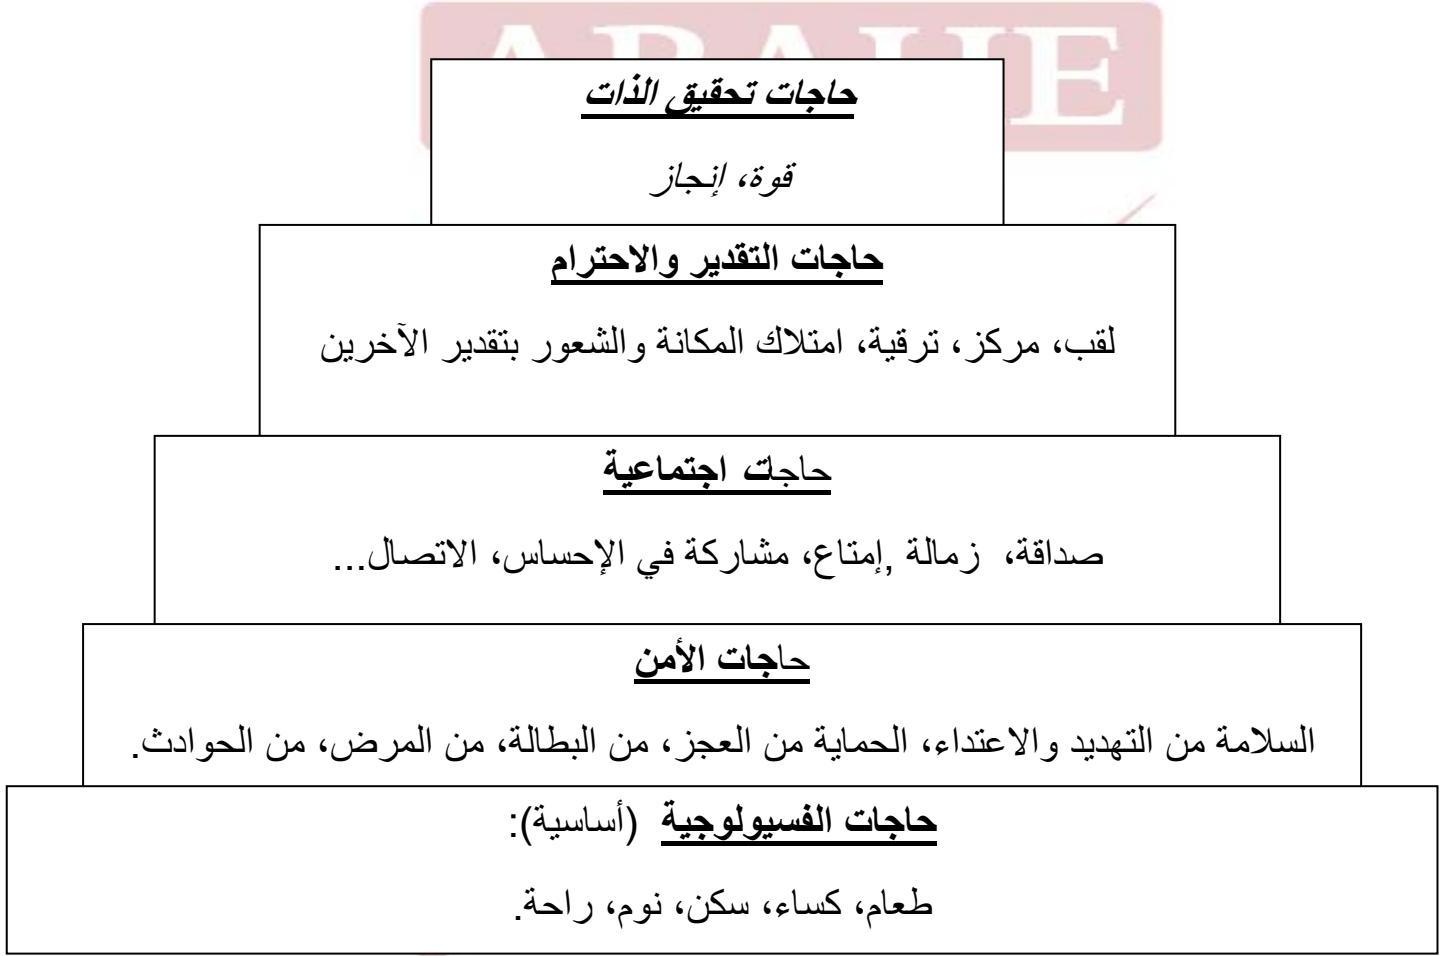 ABAHE
حاجات تحقيق الذات
قوة، إنجاز
حاجات التقدير والاحترام
لقب، مركز، ترقية، امتلاك المكانة والشعور بتقدير الآخرين
حاجات اجتماعية
صداقة، زمالة ,إمتاع، مشاركة في الإحساس، الاتصال...
حاجات الأمن
السلامة من التهديد والاعتداء، الحماية من العجز، من البطالة، من المرض، من الحوادث.
حاجات الفسيولوجية (أساسية):
طعام، كساء، سكن، نوم، راحة.